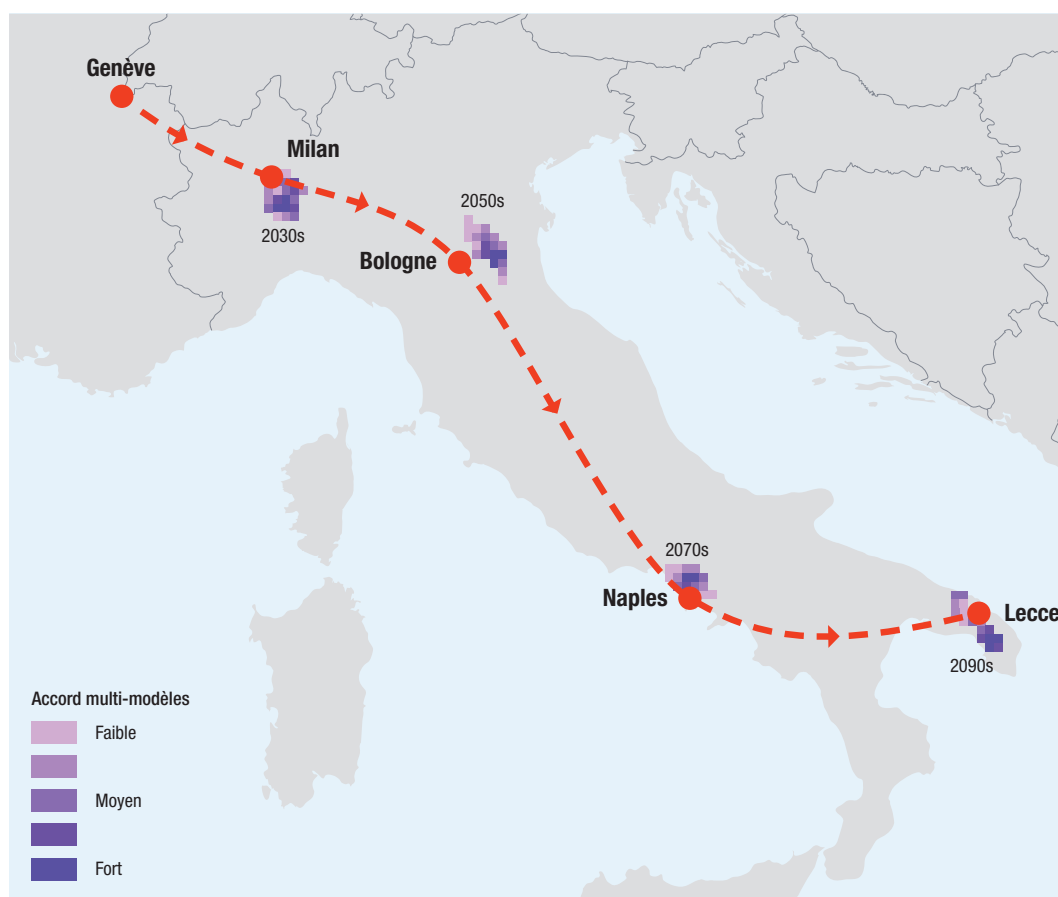 Genève
Milan
2030s
2050s
Bologne
2070s
Naples
Lecce
2090s
Accord multi-modèles
Faible
Moyen
Fort